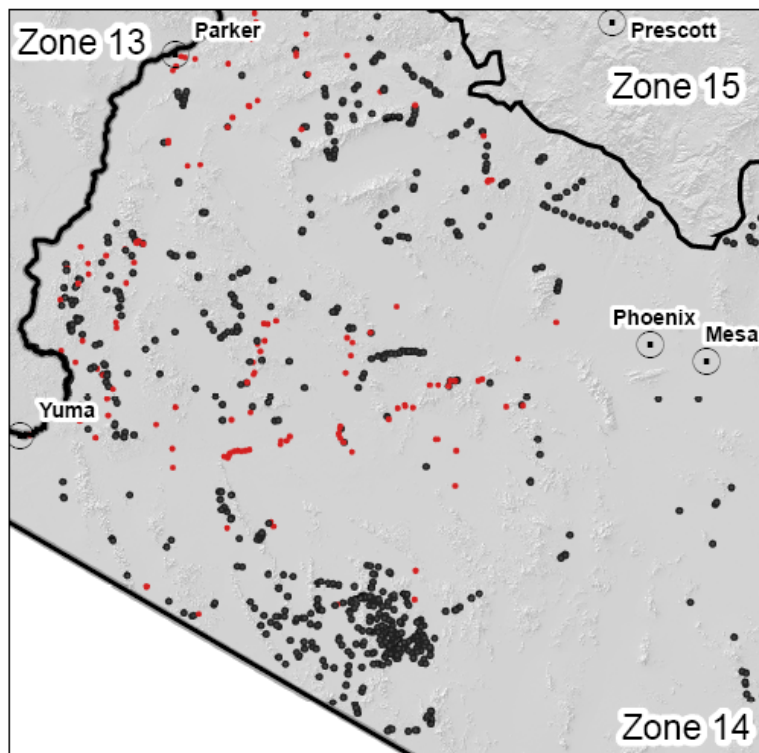 Zone 13
Parker
Prescott
Zone 15
Phoenix
Mesa
Yuma
Zone 14